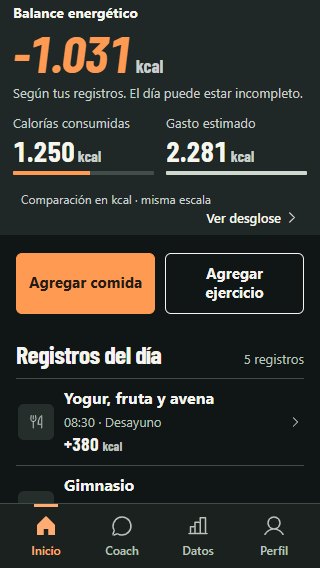 Balance energético
-1.031 kcal
Según tus registros. El día puede estar incompleto.
Calorías consumidas
Gasto estimado
1.250 kcal
2.281 kcal
Comparación en kcal · misma escala
Ver desglose
Agregar comida
Agregar
ejercicio
Registros del día
5 registros
Yogur, fruta y avena
08:30 · Desayuno
+380 kcal
Gimnasio
Inicio
Coach
Datos
Perfil